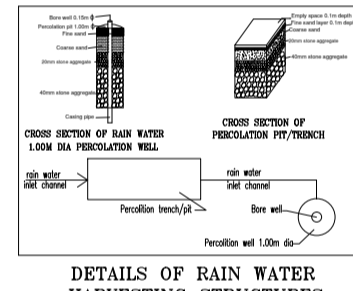 Bore well 0.15m
Percolation pit 1.00m
Fine sand
Coarse sand
20mm stone aggregate
40mm stone aggregate
Casing pipe
CROSS SECTION OF RAIN WATER
1.00M DIA PERCOLATION WELL
Empty space 0.1m depth
Fine sand layer 0.1m depth
Coarse sand
20mm stone aggregate
40mm stone aggregate
CROSS SECTION OF
PERCOLATION PIT/TRENCH
rain water
inlet channel
Percolition trench/pit
rain water
inlet channel
Bore well
Percolition well 1.00m dia
DETAILS OF RAIN WATER
HARVESTING STRUCTURES